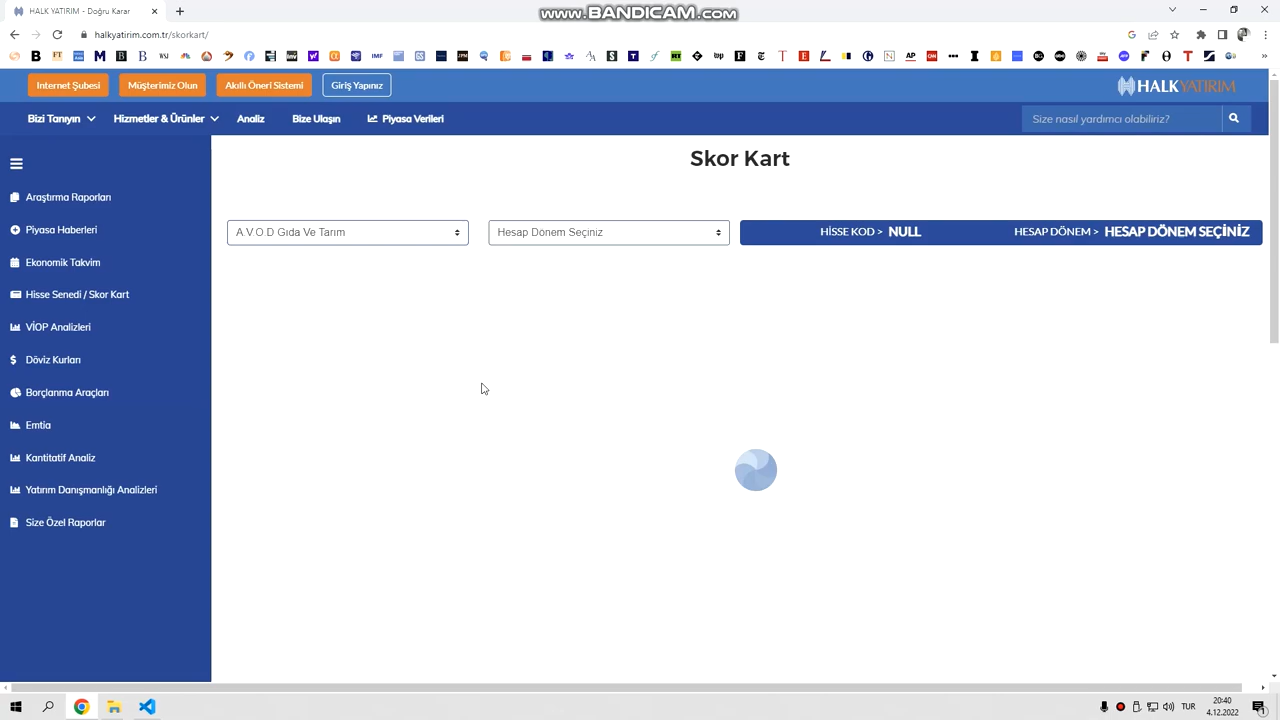 HALK YATIRIM - Doğru Karar
www.BANDICAM.com
halkyatirim.com.tr/skorkart/
Internet Şubesi
Müşterimiz Olun
Akıllı Öneri Sistemi
Giriş Yapınız
HALKYATIRIM
Bizi Tanıyın
Hizmetler & Ürünler
Analiz
Bize Ulaşın
Piyasa Verileri
Size nasıl yardımcı olabiliriz?
Skor Kart
Araştırma Raporları
Piyasa Haberleri
Ekonomik Takvim
Hisse Senedi / Skor Kart
VİOP Analizleri
Döviz Kurları
Borçlanma Araçları
Emtia
Kantitatif Analiz
Yatırım Danışmanlığı Analizleri
Size Özel Raporlar
A.V.O.D Gıda Ve Tarım
Hesap Dönem Seçiniz
HİSSE KOD > NULL
HESAP DÖNEM > HESAP DÖNEM SEÇİNİZ
TUR
20:40
4.12.2022